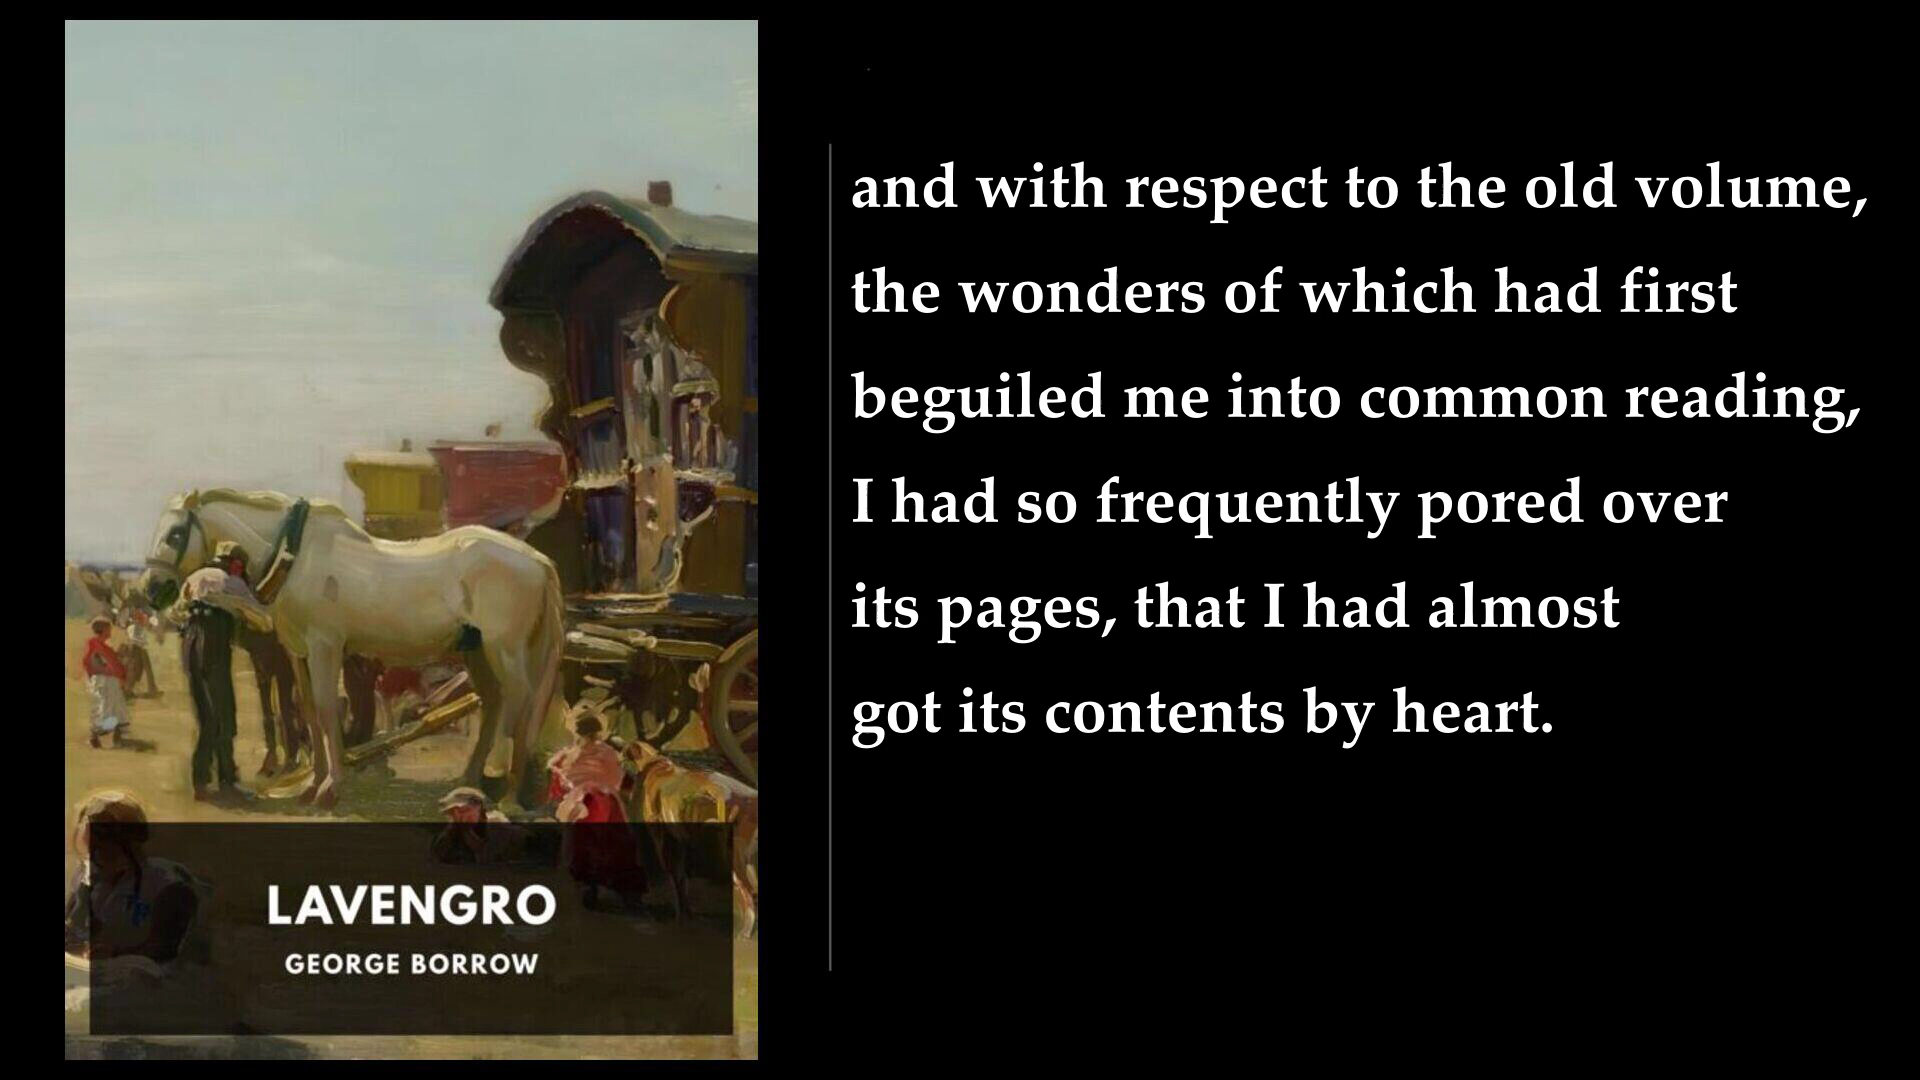 and with respect to the old volume,
the wonders of which had first
beguiled me into common reading,
I had so frequently pored over
its pages, that I had almost
got its contents by heart.
LAVENGRO
GEORGE BORROW